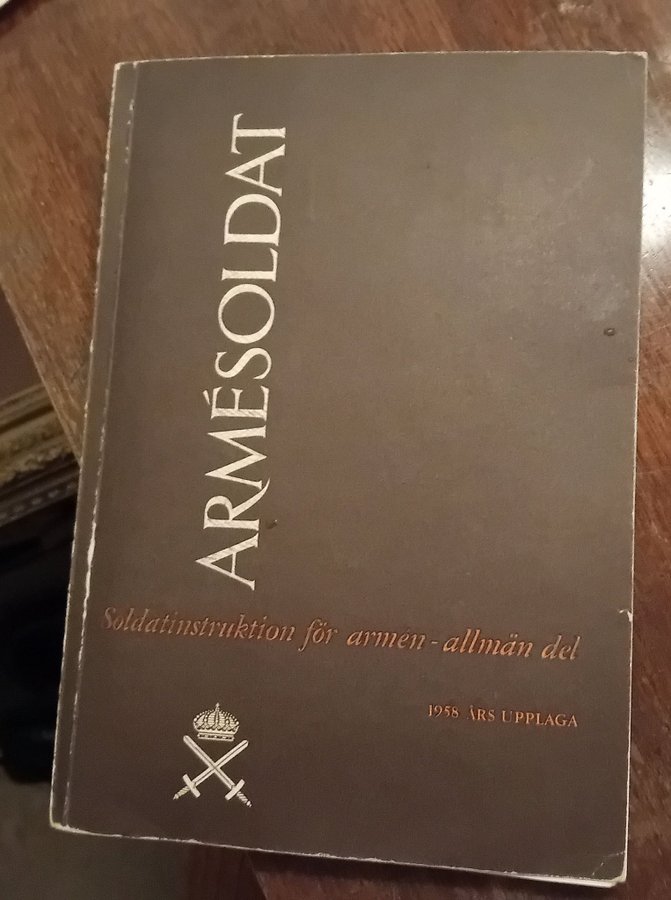 ARMÉSOLDAT
Soldatinstruktion för armén - allmän del
1958 ÅRS UPPLAGA